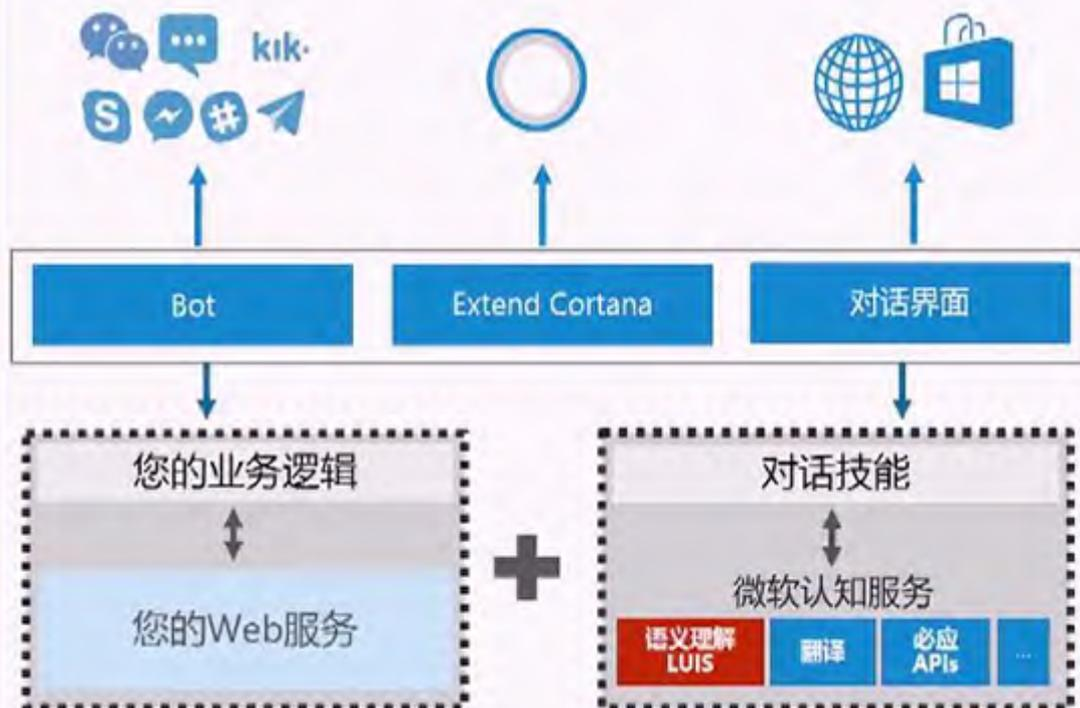 kik·
S
#
Bot
Extend Cortana
对话界面
您的业务逻辑
对话技能
您的Web服务
微软认知服务
语义理解
LUIS
翻译
必应
APIs
...